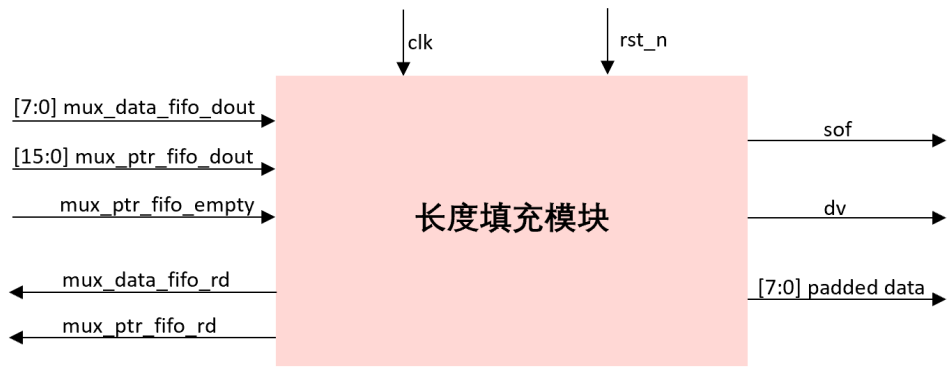 clk
rst_n
[7:0] mux_data_fifo_dout
[15:0] mux_ptr_fifo_dout
mux_ptr_fifo_empty
mux_data_fifo_rd
mux_ptr_fifo_rd
长度填充模块
sof
dv
[7:0] padded data